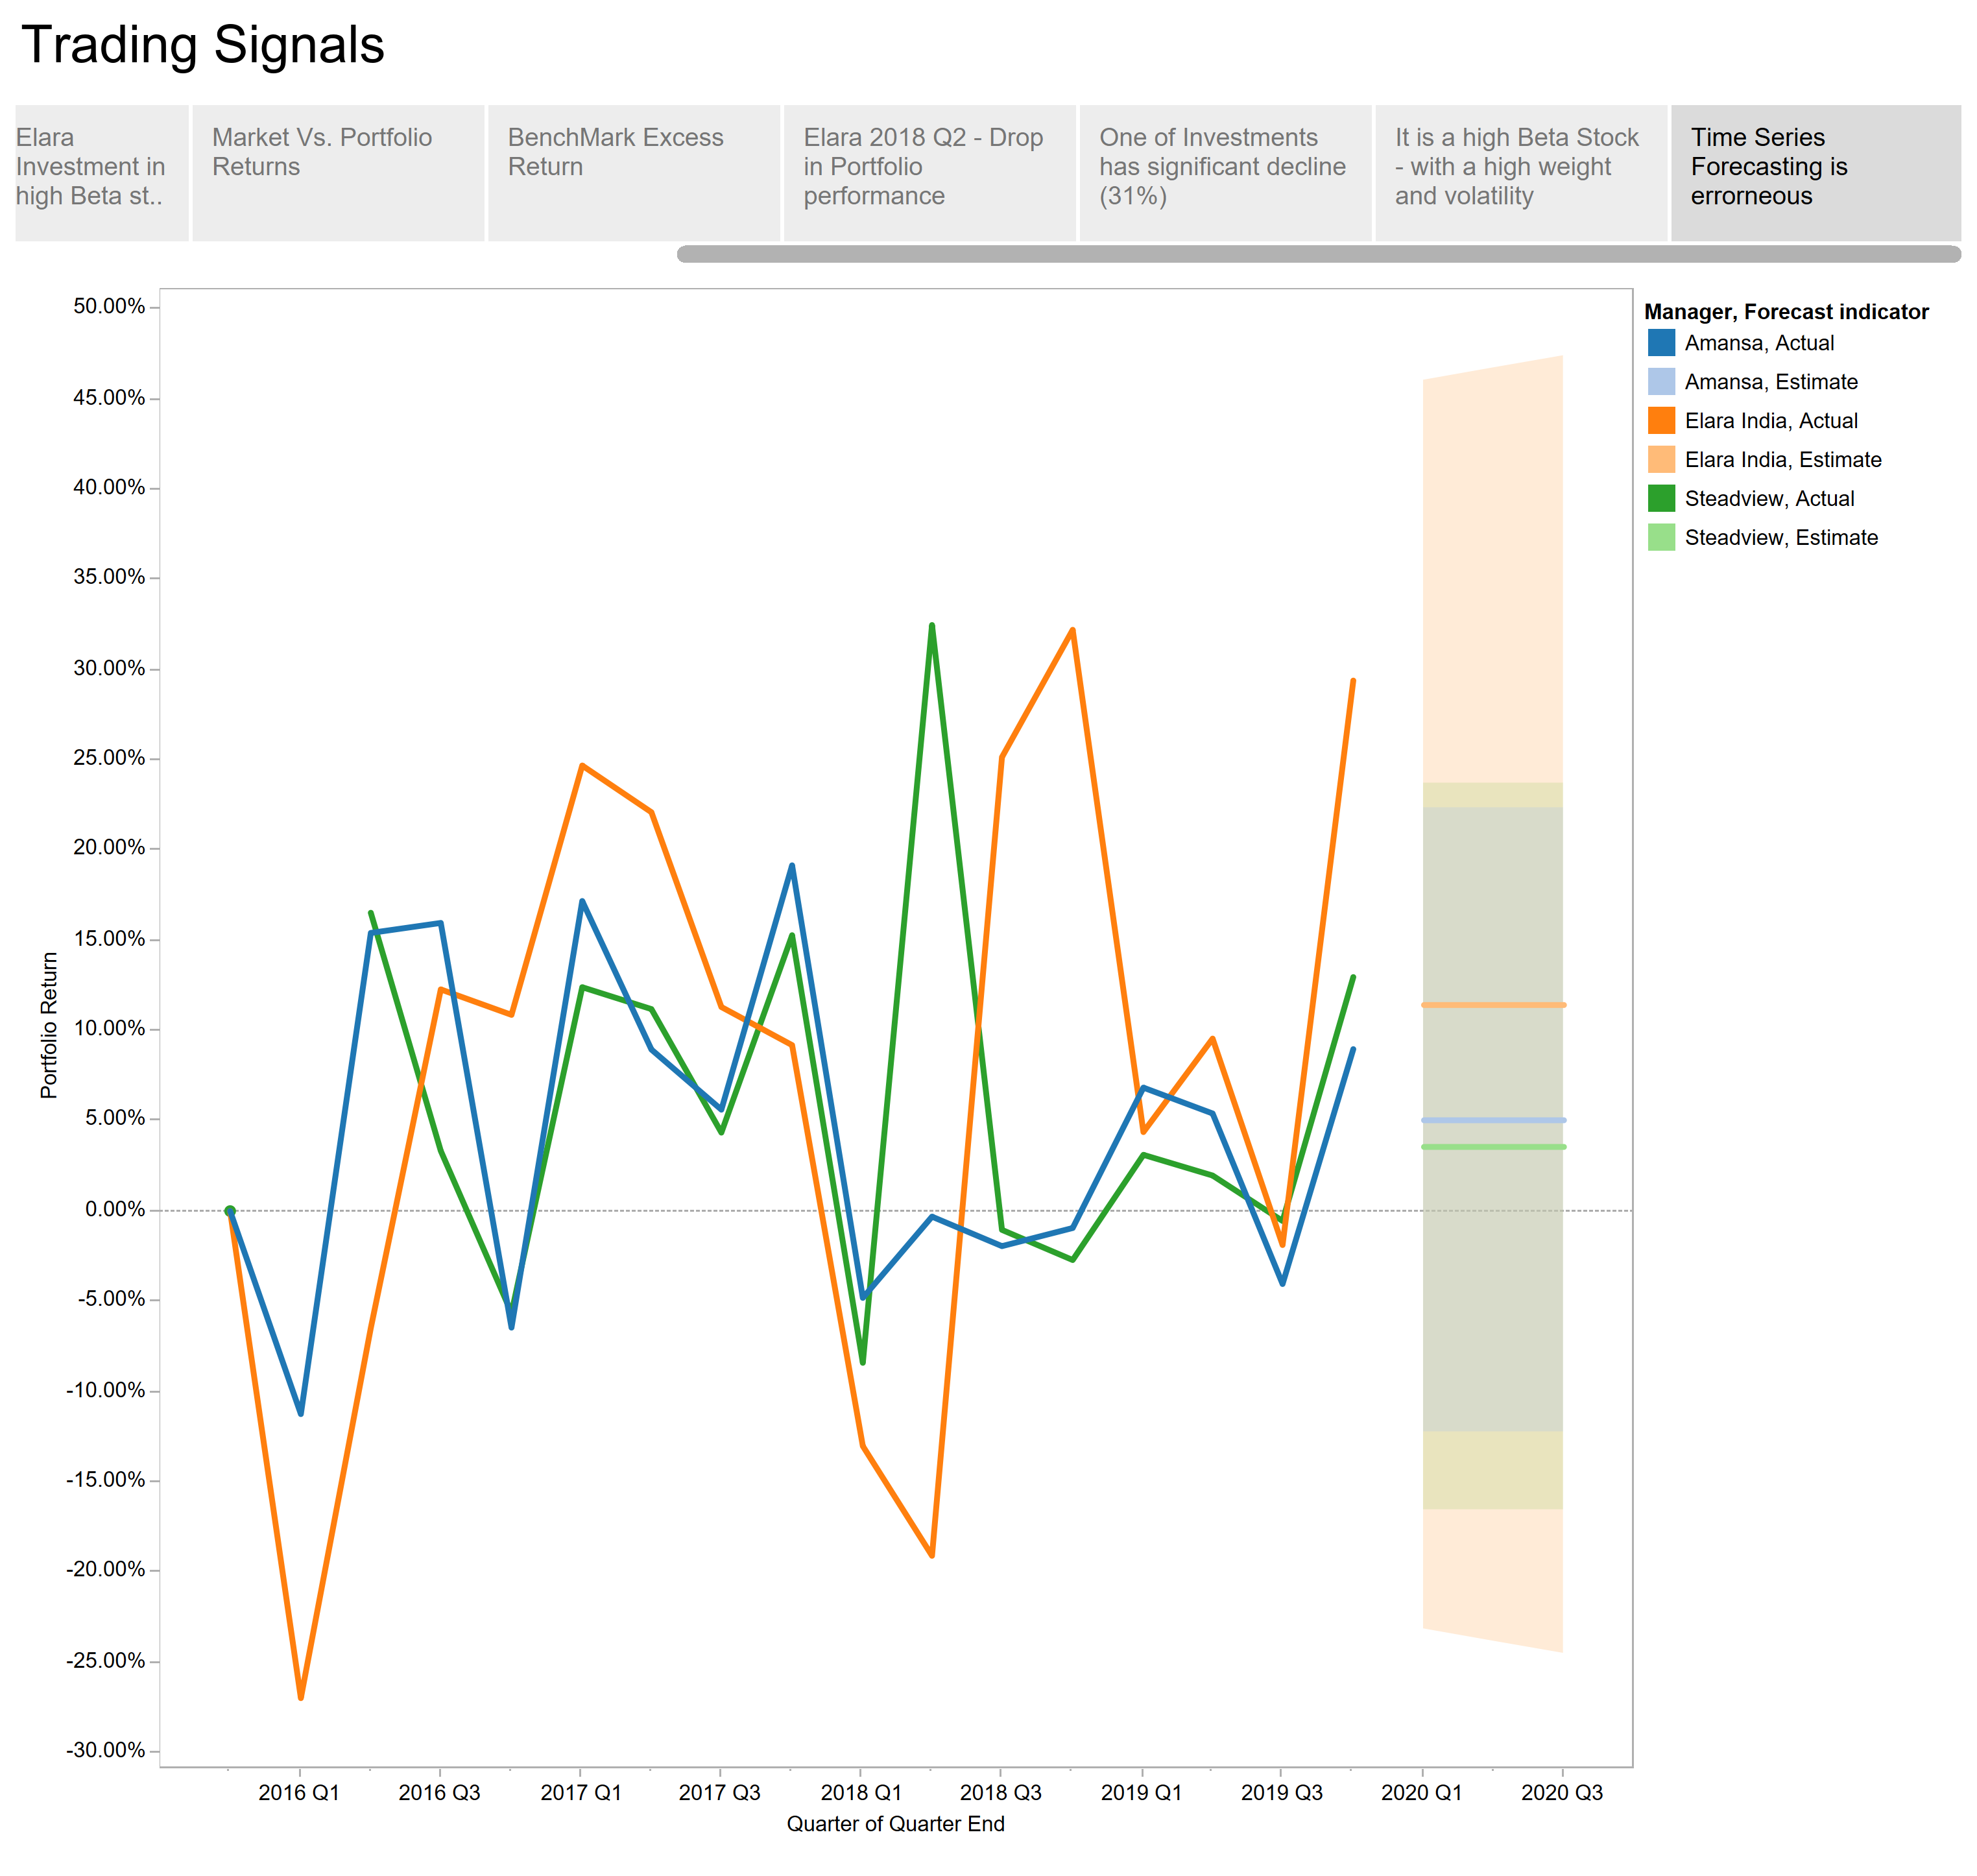 Trading Signals
Elara
Investment in
high Beta st..
Market Vs. Portfolio
Returns
BenchMark Excess
Return
Elara 2018 Q2 - Drop
in Portfolio
performance
One of Investments
has significant decline
(31%)
It is a high Beta Stock
- with a high weight
and volatility
Time Series
Forecasting is
errorneous
50.00%
45.00%
40.00%
35.00%
30.00%
25.00%
20.00%
15.00%
10.00%
5.00%
0.00%
-5.00%
-10.00%
-15.00%
-20.00%
-25.00%
-30.00%
Portfolio Return
2016 Q1
2016 Q3
2017 Q1
2017 Q3
2018 Q1
2018 Q3
2019 Q1
2019 Q3
2020 Q1
2020 Q3
Quarter of Quarter End
Manager, Forecast indicator
Amansa, Actual
Amansa, Estimate
Elara India, Actual
Elara India, Estimate
Steadview, Actual
Steadview, Estimate